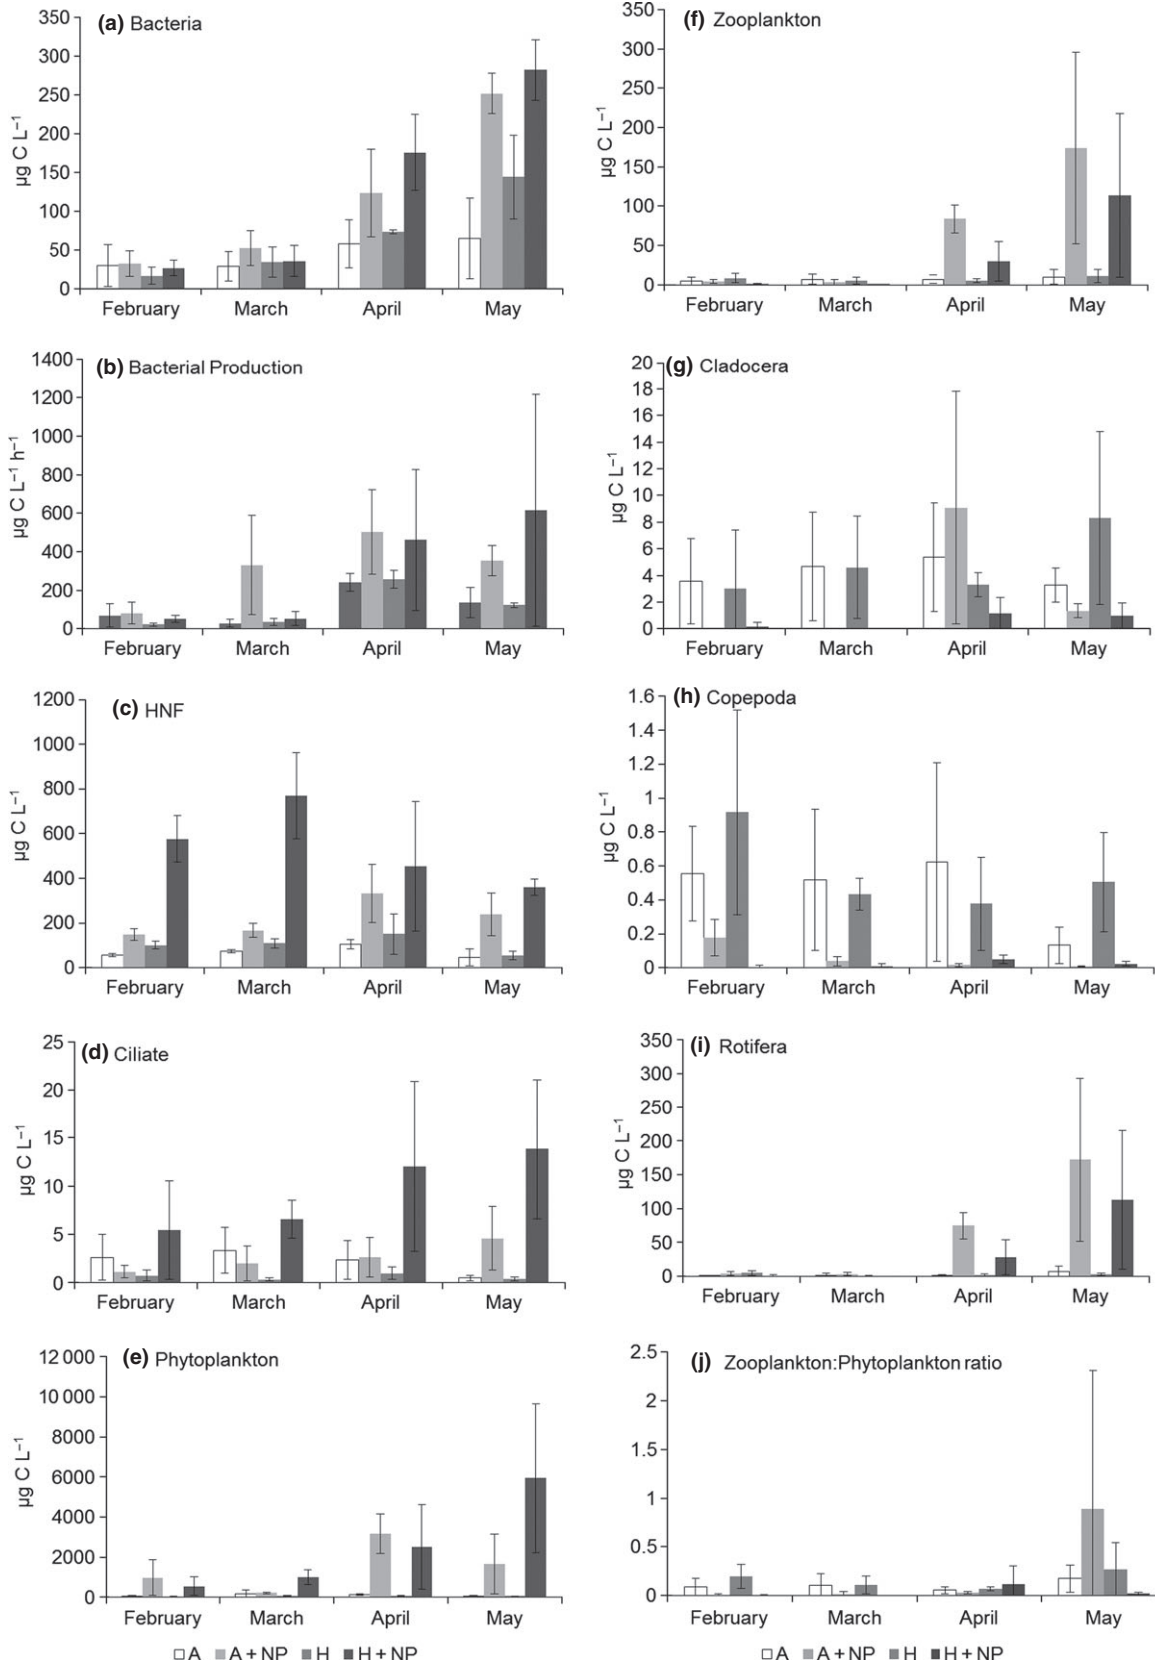 (a) Bacteria
350
300
250
200
150
100
50
0
µg C L⁻¹
February March April May
(b) Bacterial Production
1400
1200
1000
800
600
400
200
0
µg C L⁻¹ h⁻¹
February March April May
(c) HNF
1200
1000
800
600
400
200
0
µg C L⁻¹
February March April May
(d) Ciliate
25
20
15
10
5
0
µg C L⁻¹
February March April May
(e) Phytoplankton
12 000
10 000
8000
6000
4000
2000
0
µg C L⁻¹
February March April May
A A + NP H H + NP
(f) Zooplankton
350
300
250
200
150
100
50
0
µg C L⁻¹
February March April May
(g) Cladocera
20
18
16
14
12
10
8
6
4
2
0
µg C L⁻¹
February March April May
(h) Copepoda
1.6
1.4
1.2
1
0.8
0.6
0.4
0.2
0
µg C L⁻¹
February March April May
(i) Rotifera
350
300
250
200
150
100
50
0
µg C L⁻¹
February March April May
(j) Zooplankton:Phytoplankton ratio
2.5
2
1.5
1
0.5
0
February March April May
A A + NP H H + NP